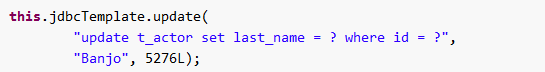 this.jdbcTemplate.update(
"update t_actor set last_name = ? where id = ?",
"Banjo", 5276L);